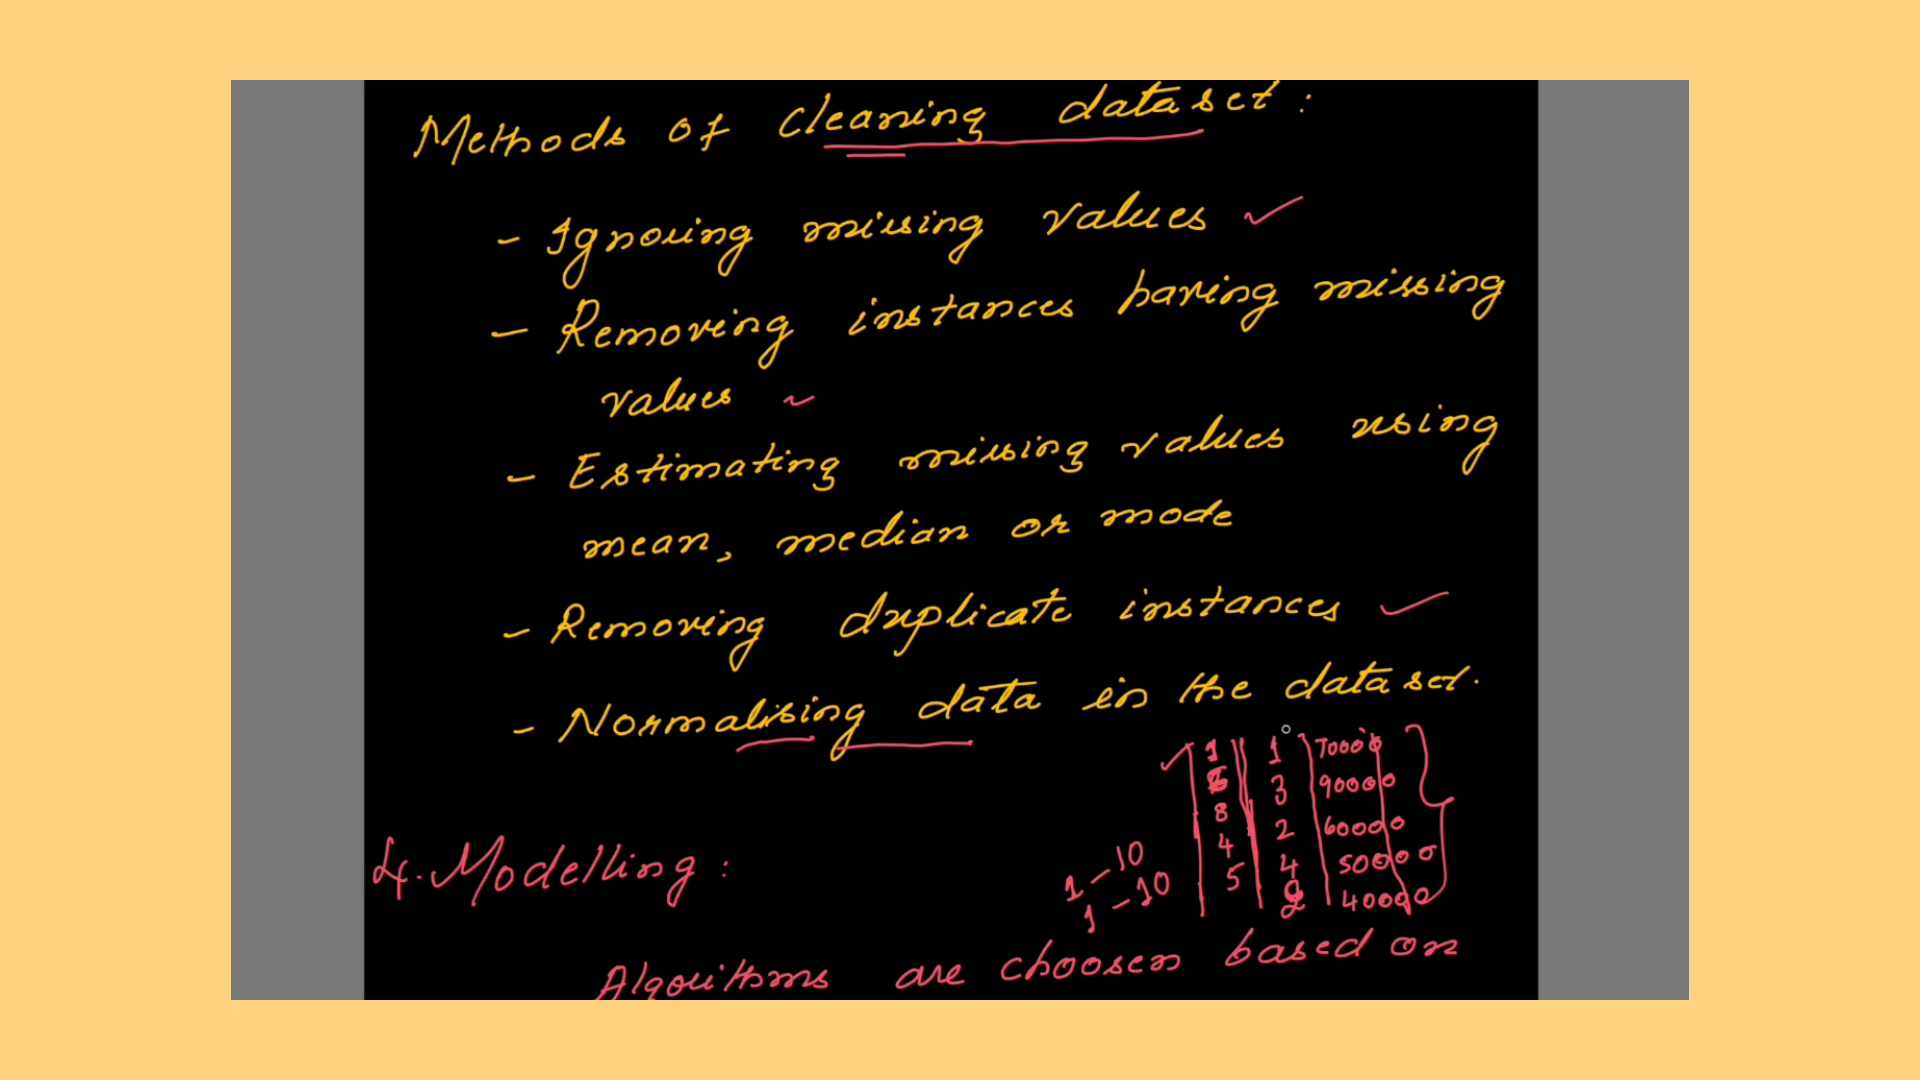 Methods of cleaning dataset:
- Ignoring missing values ✓
- Removing instances having missing
values
- Estimating missing values using
mean, median or mode
- Removing duplicate instances ✓
- Normalising data in the dataset.
✓ 1 1 70000
3 90000
8 2 60000
1-10 4
1-10 5 4 50000
2 40000
4. Modelling:
Algorithms are choosen based on